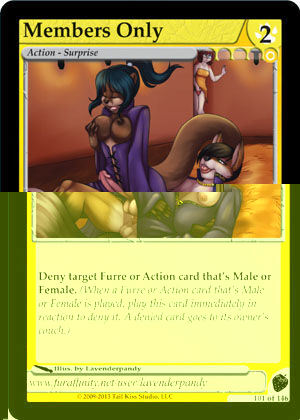 Members Only
2
Action - Surprise
Deny target Furre or Action card that's Male or
Female. (When a Furre or Action card that's Male
or Female is played, play this card immediately in
reaction to deny it. A denied card goes to its owner's
couch.)
Illus. by Lavenderpandy
www.furaffinity.net/user/lavenderpandy
© 2009-2013 Tail Kiss Studio, LLC
101 of 146